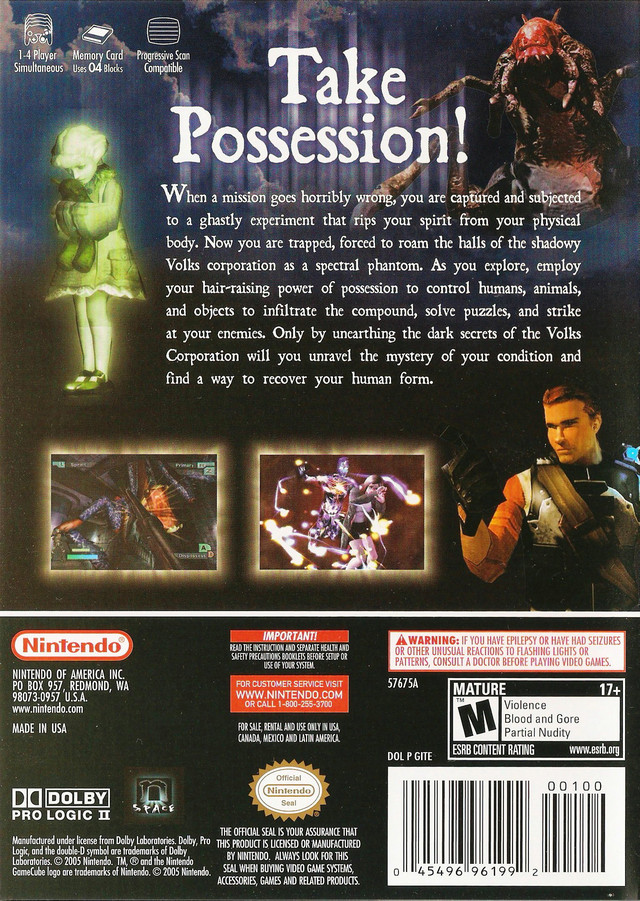 1-4 Player
Simultaneous
Memory Card
Uses 04 Blocks
Progressive Scan
Compatible
Take
Possession!
When a mission goes horribly wrong, you are captured and subjected
to a ghastly experiment that rips your spirit from your physical
body. Now you are trapped, forced to roam the halls of the shadowy
Volks corporation as a spectral phantom. As you explore, employ
your hair-raising power of possession to control humans, animals,
and objects to infiltrate the compound, solve puzzles, and strike
at your enemies. Only by unearthing the dark secrets of the Volks
Corporation will you unravel the mystery of your condition and
find a way to recover your human form.
Primary
Nintendo
NINTENDO OF AMERICA INC.
PO BOX 957, REDMOND, WA
98073-0957 U.S.A.
www.nintendo.com
MADE IN USA
IMPORTANT!
READ THE INSTRUCTION AND SEPARATE HEALTH AND
SAFETY PRECAUTIONS BOOKLETS BEFORE SETUP OR
USE OF YOUR SYSTEM.
FOR CUSTOMER SERVICE VISIT
WWW.NINTENDO.COM
OR CALL 1-800-255-3700
FOR SALE, RENTAL AND USE ONLY IN USA,
CANADA, MEXICO AND LATIN AMERICA.
WARNING: IF YOU HAVE EPILEPSY OR HAVE HAD SEIZURES
OR OTHER UNUSUAL REACTIONS TO FLASHING LIGHTS OR
PATTERNS, CONSULT A DOCTOR BEFORE PLAYING VIDEO GAMES.
57675A
MATURE 17+
M
Violence
Blood and Gore
Partial Nudity
ESRB CONTENT RATING www.esrb.org
DOL P GITE
DOLBY
PRO LOGIC II
n
SPACE
Official
Nintendo
Seal
Manufactured under license from Dolby Laboratories. Dolby, Pro
Logic, and the double-D symbol are trademarks of Dolby
Laboratories. © 2005 Nintendo. TM, ® and the Nintendo
GameCube logo are trademarks of Nintendo. © 2005 Nintendo.
THE OFFICIAL SEAL IS YOUR ASSURANCE THAT
THIS PRODUCT IS LICENSED OR MANUFACTURED
BY NINTENDO. ALWAYS LOOK FOR THIS
SEAL WHEN BUYING VIDEO GAME SYSTEMS,
ACCESSORIES, GAMES AND RELATED PRODUCTS.
00100
0 45496 96199 2